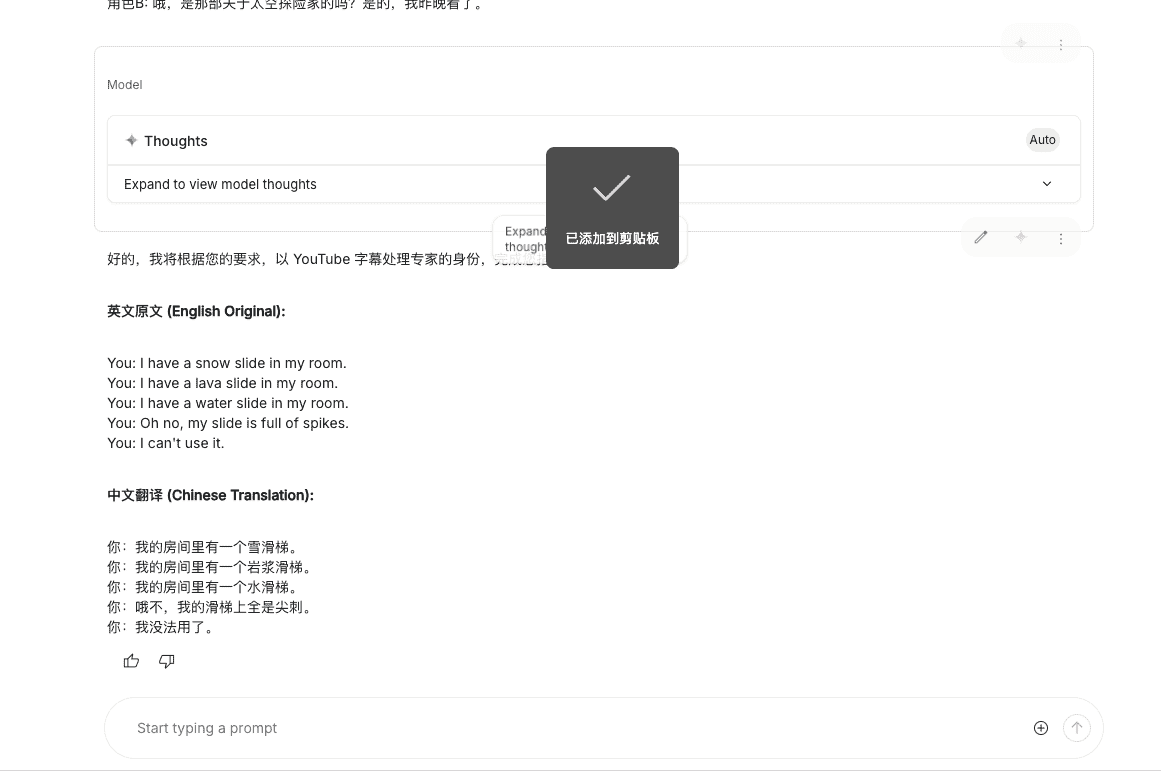 角色B: 哦，是那部关于太空探险家的吗？是的，我昨晚看了。
Model
Thoughts
Auto
Expand to view model thoughts
Expand
thought
已添加到剪贴板
好的，我将根据您的要求，以 YouTube 字幕处理专家的身份，
英文原文 (English Original):
You: I have a snow slide in my room.
You: I have a lava slide in my room.
You: I have a water slide in my room.
You: Oh no, my slide is full of spikes.
You: I can't use it.
中文翻译 (Chinese Translation):
你：我的房间里有一个雪滑梯。
你：我的房间里有一个岩浆滑梯。
你：我的房间里有一个水滑梯。
你：哦不，我的滑梯上全是尖刺。
你：我没法用了。
Start typing a prompt